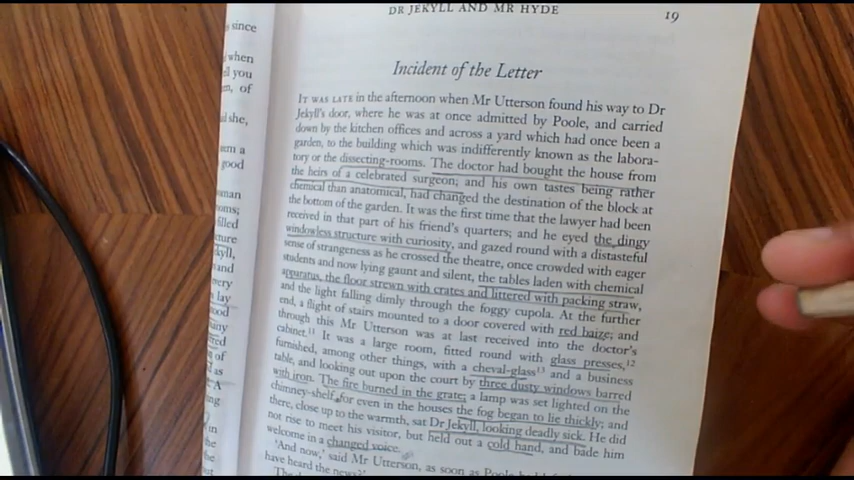 DR JEKYLL AND MR HYDE
19
Incident of the Letter
IT WAS LATE in the afternoon when Mr Utterson found his way to Dr
Jekyll's door, where he was at once admitted by Poole, and carried
down by the kitchen offices and across a yard which had once been a
garden, to the building which was indifferently known as the labora-
tory or the dissecting-rooms. The doctor had bought the house from
the heirs of a celebrated surgeon; and his own tastes being rather
chemical than anatomical, had changed the destination of the block at
the bottom of the garden. It was the first time that the lawyer had been
received in that part of his friend's quarters; and he eyed the dingy
windowless structure with curiosity, and gazed round with a distasteful
sense of strangeness as he crossed the theatre, once crowded with eager
students and now lying gaunt and silent, the tables laden with chemical
apparatus, the floor strewn with crates and littered with packing straw,
and the light falling dimly through the foggy cupola. At the further
end, a flight of stairs mounted to a door covered with red baize; and
through this Mr Utterson was at last received into the doctor's
cabinet.¹¹ It was a large room, fitted round with glass presses,¹²
furnished, among other things, with a cheval-glass¹³ and a business
table, and looking out upon the court by three dusty windows barred
with iron. The fire burned in the grate; a lamp was set lighted on the
chimney-shelf, for even in the houses the fog began to lie thickly; and
there, close up to the warmth, sat Dr Jekyll, looking deadly sick. He did
not rise to meet his visitor, but held out a cold hand, and bade him
welcome in a changed voice.
'And now,' said Mr Utterson, as soon as Poole
have heard the news?'
since
when
you
of
she,
good
lay
of
as
A
in